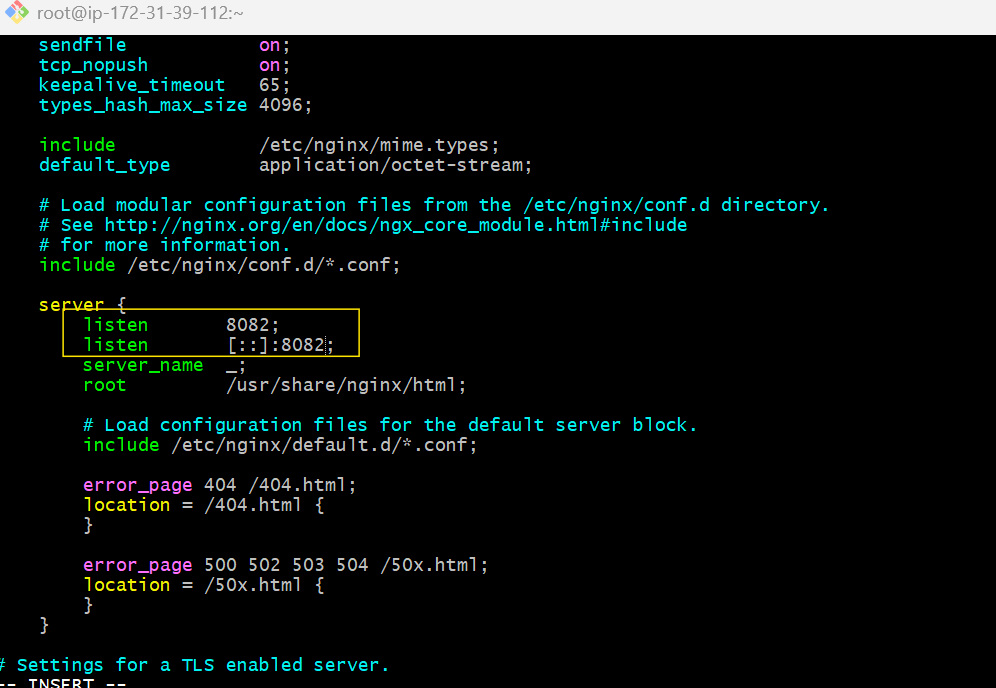 root@ip-172-31-39-112:~
sendfile            on;
tcp_nopush          on;
keepalive_timeout   65;
types_hash_max_size 4096;
include             /etc/nginx/mime.types;
default_type        application/octet-stream;
# Load modular configuration files from the /etc/nginx/conf.d directory.
# See http://nginx.org/en/docs/ngx_core_module.html#include
# for more information.
include /etc/nginx/conf.d/*.conf;
server {
listen       8082;
listen       [::]:8082;
server_name  _;
root         /usr/share/nginx/html;
# Load configuration files for the default server block.
include /etc/nginx/default.d/*.conf;
error_page 404 /404.html;
location = /404.html {
}
error_page 500 502 503 504 /50x.html;
location = /50x.html {
}
}
# Settings for a TLS enabled server.
-- INSERT --